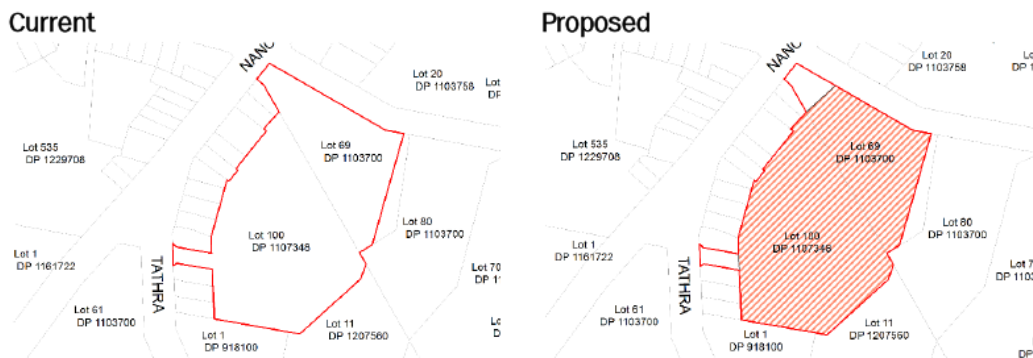 Current
NANC
Lot 20
DP 1103758
Lot 535
DP 1229708
Lot 69
DP 1103700
Lot 100
DP 1107348
Lot 80
DP 1103700
Lot 1
DP 1161722
TATHRA
Lot 61
DP 1103700
Lot 1
DP 918100
Lot 11
DP 1207560
Lot 70
Proposed
NANC
Lot 20
DP 1103758
Lot 535
DP 1229708
Lot 69
DP 1103700
Lot 100
DP 1107348
Lot 80
DP 1103700
Lot 1
DP 1161722
TATHRA
Lot 61
DP 1103700
Lot 1
DP 918100
Lot 11
DP 1207560